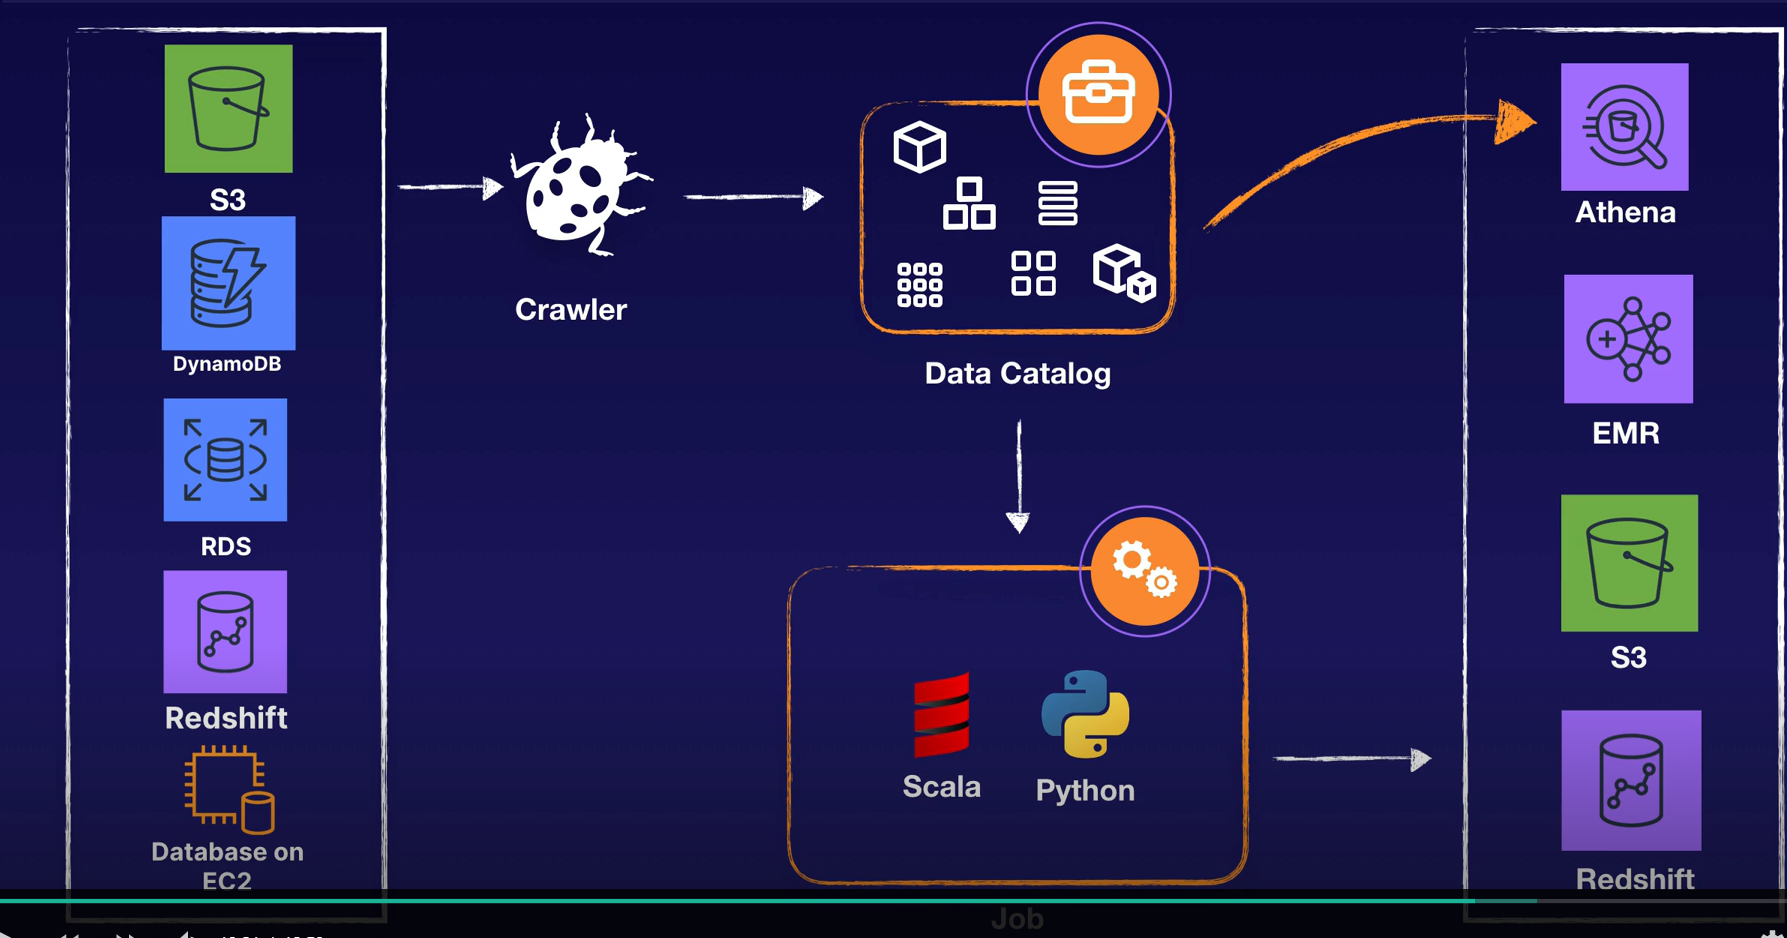 S3
DynamoDB
RDS
Redshift
Database on
EC2
Crawler
Data Catalog
Scala
Python
Job
Athena
EMR
S3
Redshift